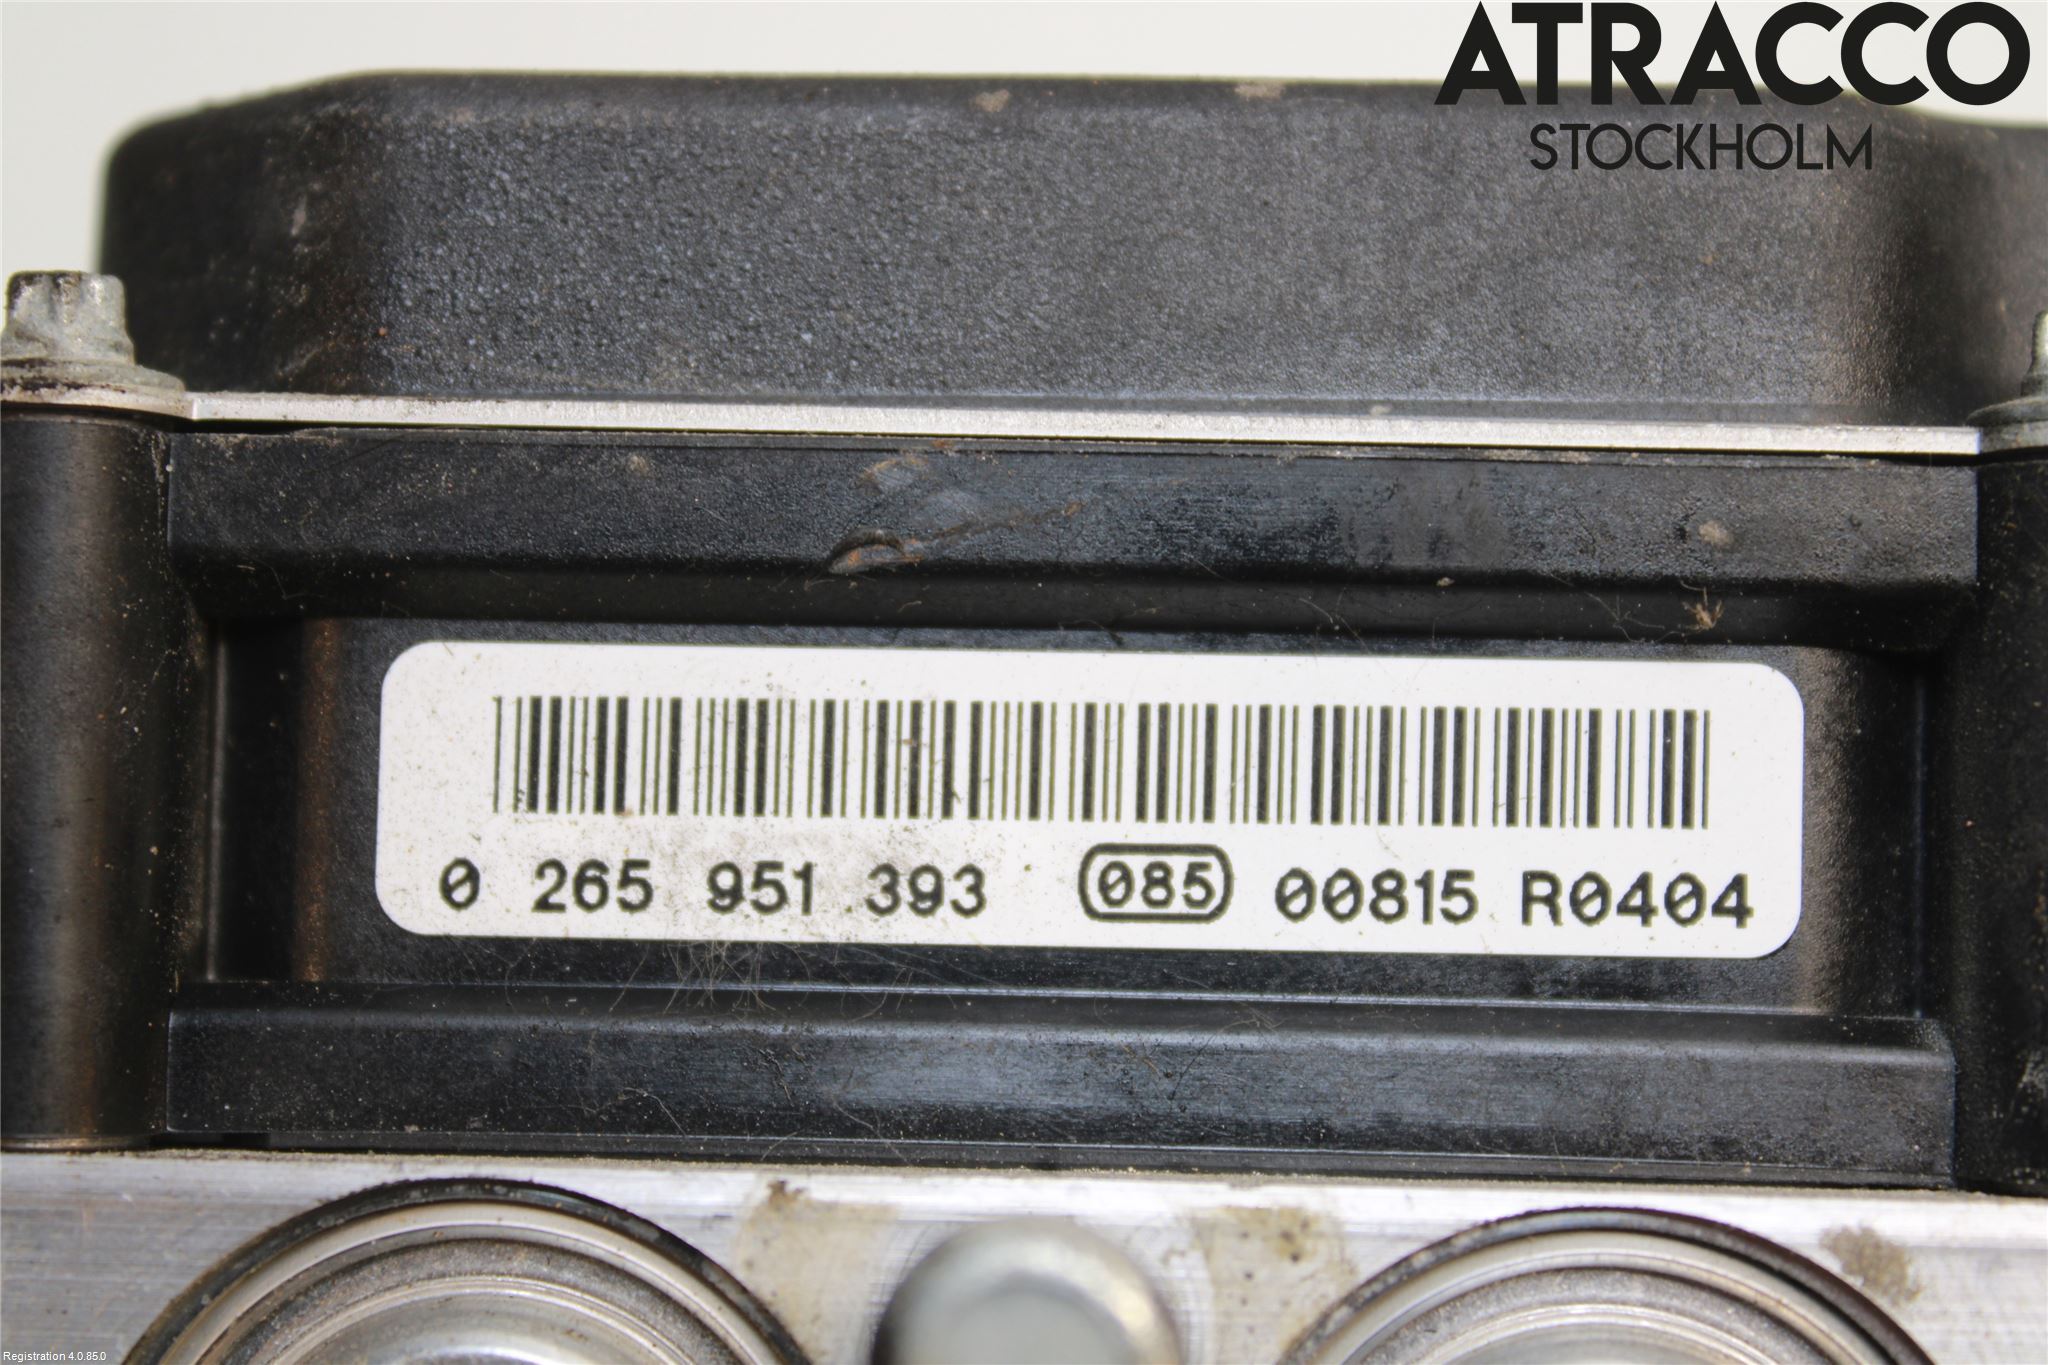 ATRACCO
STOCKHOLM
0 265 951 393 085 00815 R0404
Registration 4.0.85.0